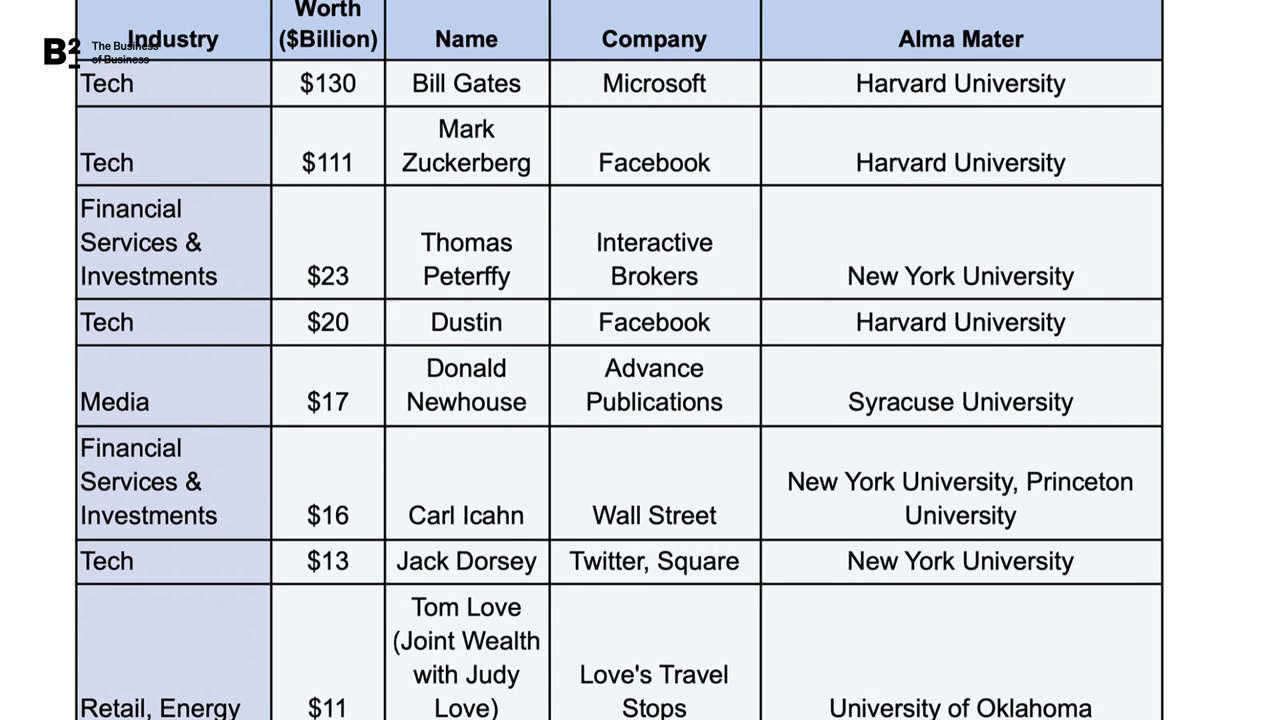 B2
The Business
of Business
Industry
Worth
($Billion)
Name
Company
Alma Mater
Tech
$130
Bill Gates
Microsoft
Harvard University
Tech
$111
Mark
Zuckerberg
Facebook
Harvard University
Financial
Services &
Investments
$23
Thomas
Peterffy
Interactive
Brokers
New York University
Tech
$20
Dustin
Facebook
Harvard University
Media
$17
Donald
Newhouse
Advance
Publications
Syracuse University
Financial
Services &
Investments
$16
Carl Icahn
Wall Street
New York University, Princeton
University
Tech
$13
Jack Dorsey
Twitter, Square
New York University
Retail, Energy
$11
Tom Love
(Joint Wealth
with Judy
Love)
Love's Travel
Stops
University of Oklahoma